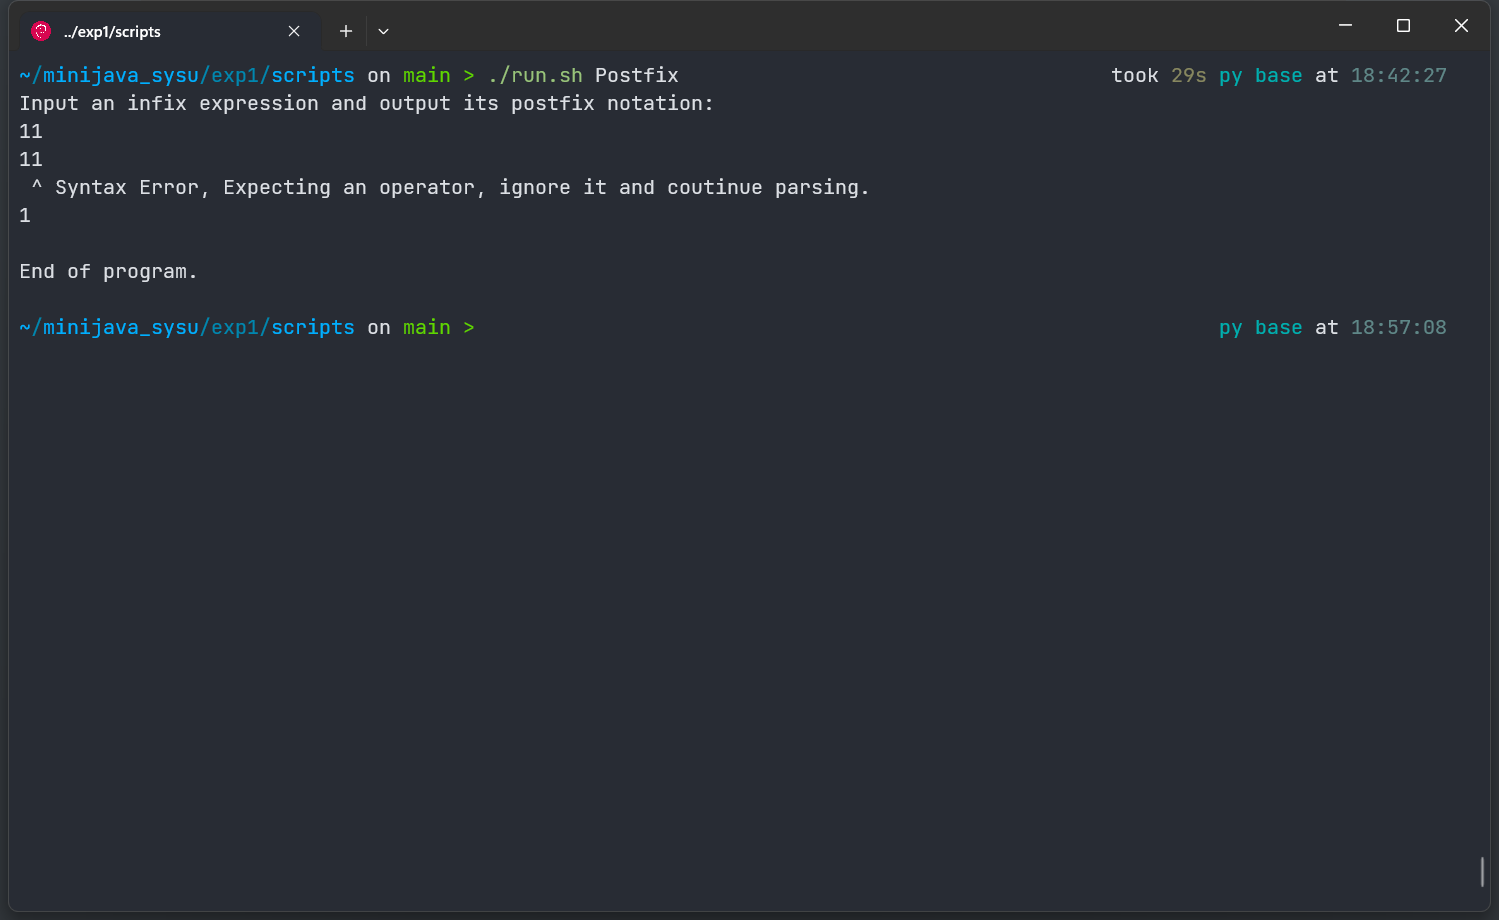 ../exp1/scripts
~/minijava_sysu/exp1/scripts on main > ./run.sh Postfix took 29s py base at 18:42:27
Input an infix expression and output its postfix notation:
11
11
 ^ Syntax Error, Expecting an operator, ignore it and coutinue parsing.
1
End of program.
~/minijava_sysu/exp1/scripts on main > py base at 18:57:08